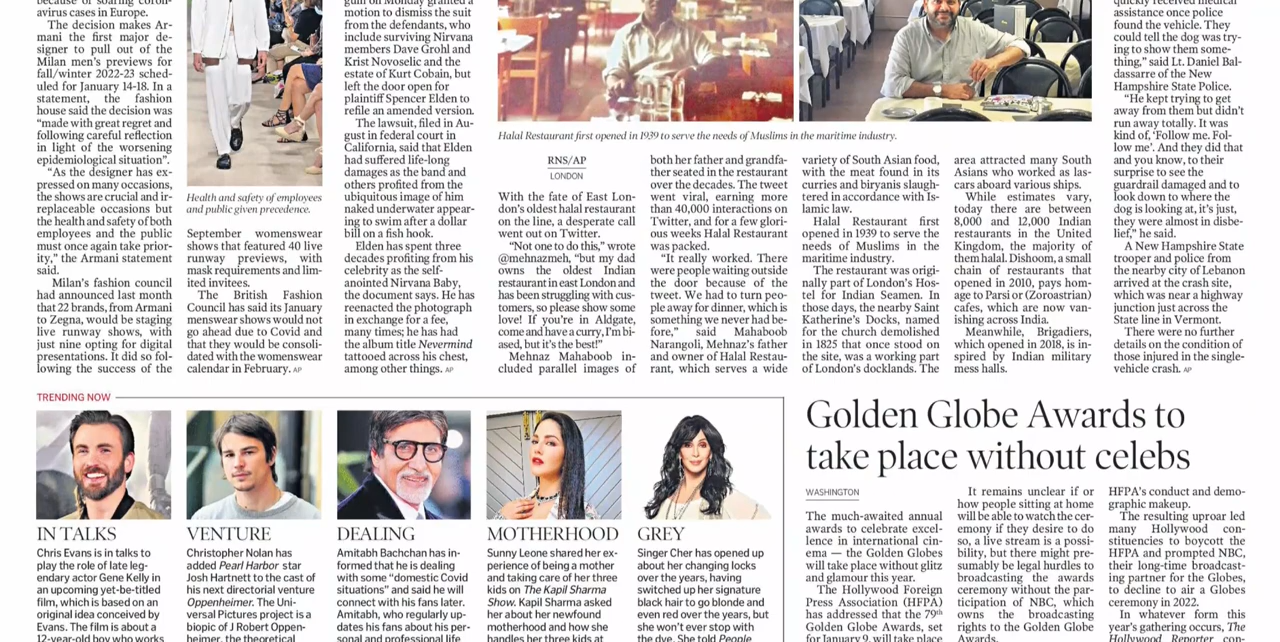 because of soaring coron-
avirus cases in Europe.
The decision makes Ar-
mani the first major de-
signer to pull out of the
Milan men's previews for
fall/winter 2022-23 sched-
uled for January 14-18. In a
statement, the fashion
house said the decision was
“made with great regret and
following careful reflection
in light of the worsening
epidemiological situation”.
“As the designer has ex-
pressed on many occasions,
the shows are crucial and ir-
replaceable occasions but
the health and safety of both
employees and the public
must once again take prior-
ity,” the Armani statement
said.
Milan's fashion council
had announced last month
that 22 brands, from Armani
to Zegna, would be staging
live runway shows, with
just nine opting for digital
presentations. It did so fol-
lowing the success of the
Health and safety of employees
and public given precedence.
September womenswear
shows that featured 40 live
runway previews, with
mask requirements and lim-
ited invitees.
The British Fashion
Council has said its January
menswear shows would not
go ahead due to Covid and
that they would be consoli-
dated with the womenswear
calendar in February. AP
guin on Monday granted a
motion to dismiss the suit
from the defendants, who
include surviving Nirvana
members Dave Grohl and
Krist Novoselic and the
estate of Kurt Cobain, but
left the door open for
plaintiff Spencer Elden to
refile an amended version.
The lawsuit, filed in Au-
gust in federal court in
California, said that Elden
had suffered life-long
damages as the band and
others profited from the
ubiquitous image of him
naked underwater appear-
ing to swim after a dollar
bill on a fish hook.
Elden has spent three
decades profiting from his
celebrity as the self-
anointed Nirvana Baby,
the document says. He has
reenacted the photograph
in exchange for a fee,
many times; he has had
the album title Nevermind
tattooed across his chest,
among other things. AP
Halal Restaurant first opened in 1939 to serve the needs of Muslims in the maritime industry.
RNS/AP
LONDON
With the fate of East Lon-
don's oldest halal restaurant
on the line, a desperate call
went out on Twitter.
“Not one to do this,” wrote
@mehnazmeh, “but my dad
owns the oldest Indian
restaurant in east London and
has been struggling with cus-
tomers, so please show some
love! If you're in Aldgate,
come and have a curry, I'm bi-
ased, but it's the best!”
Mehnaz Mahaboob in-
cluded parallel images of
both her father and grandfa-
ther seated in the restaurant
over the decades. The tweet
went viral, earning more
than 40,000 interactions on
Twitter, and for a few glori-
ous weeks Halal Restaurant
was packed.
“It really worked. There
were people waiting outside
the door because of the
tweet. We had to turn peo-
ple away for dinner, which is
something we never had be-
fore,” said Mahaboob
Narangoli, Mehnaz's father
and owner of Halal Restau-
rant, which serves a wide
variety of South Asian food,
with the meat found in its
curries and biryanis slaugh-
tered in accordance with Is-
lamic law.
Halal Restaurant first
opened in 1939 to serve the
needs of Muslims in the
maritime industry.
The restaurant was origi-
nally part of London's Hos-
tel for Indian Seamen. In
those days, the nearby Saint
Katherine's Docks, named
for the church demolished
in 1825 that once stood on
the site, was a working part
of London's docklands. The
area attracted many South
Asians who worked as las-
cars aboard various ships.
While estimates vary,
today there are between
8,000 and 12,000 Indian
restaurants in the United
Kingdom, the majority of
them halal. Dishoom, a small
chain of restaurants that
opened in 2010, pays hom-
age to Parsi or (Zoroastrian)
cafes, which are now van-
ishing across India.
Meanwhile, Brigadiers,
which opened in 2018, is in-
spired by Indian military
mess halls.
quickly received medical
assistance once police
found the vehicle. They
could tell the dog was try-
ing to show them some-
thing,” said Lt. Daniel Bal-
dassarre of the New
Hampshire State Police.
“He kept trying to get
away from them but didn't
run away totally. It was
kind of, ‘Follow me. Fol-
low me’. And they did that
and you know, to their
surprise to see the
guardrail damaged and to
look down to where the
dog is looking at, it's just,
they were almost in disbe-
lief,” he said.
A New Hampshire State
trooper and police from
the nearby city of Lebanon
arrived at the crash site,
which was near a highway
junction just across the
State line in Vermont.
There were no further
details on the condition of
those injured in the single-
vehicle crash. AP
TRENDING NOW
IN TALKS
Chris Evans is in talks to
play the role of late leg-
endary actor Gene Kelly in
an upcoming yet-be-titled
film, which is based on an
original idea conceived by
Evans. The film is about a
12-year-old boy who works
VENTURE
Christopher Nolan has
added Pearl Harbor star
Josh Hartnett to the cast of
his next directorial venture
Oppenheimer. The Uni-
versal Pictures project is a
biopic of J Robert Oppen-
heimer, the theoretical
DEALING
Amitabh Bachchan has in-
formed that he is dealing
with some “domestic Covid
situations” and said he will
connect with his fans later.
Amitabh, who regularly up-
dates his fans about his per-
sonal and professional life
MOTHERHOOD
Sunny Leone shared her ex-
perience of being a mother
and taking care of her three
kids on The Kapil Sharma
Show. Kapil Sharma asked
her about her newfound
motherhood and how she
handles her three kids at
GREY
Singer Cher has opened up
about her changing locks
over the years, having
switched up her signature
black hair to go blonde and
even red over the years, but
she won't ever stop with
the dye. She told People
Golden Globe Awards to
take place without celebs
WASHINGTON
The much-awaited annual
awards to celebrate excel-
lence in international cin-
ema — the Golden Globes
will take place without glitz
and glamour this year.
The Hollywood Foreign
Press Association (HFPA)
has addressed that the 79th
Golden Globe Awards, set
for January 9, will take place
It remains unclear if or
how people sitting at home
will be able to watch the cer-
emony if they desire to do
so, a live stream is a possi-
bility, but there might pre-
sumably be legal hurdles to
broadcasting the awards
ceremony without the par-
ticipation of NBC, which
owns the broadcasting
rights to the Golden Globe
Awards.
HFPA's conduct and demo-
graphic makeup.
The resulting uproar led
many Hollywood con-
stituencies to boycott the
HFPA and prompted NBC,
their long-time broadcast-
ing partner for the Globes,
to decline to air a Globes
ceremony in 2022.
In whatever form this
year's gathering occurs, The
Hollywood Reporter con-